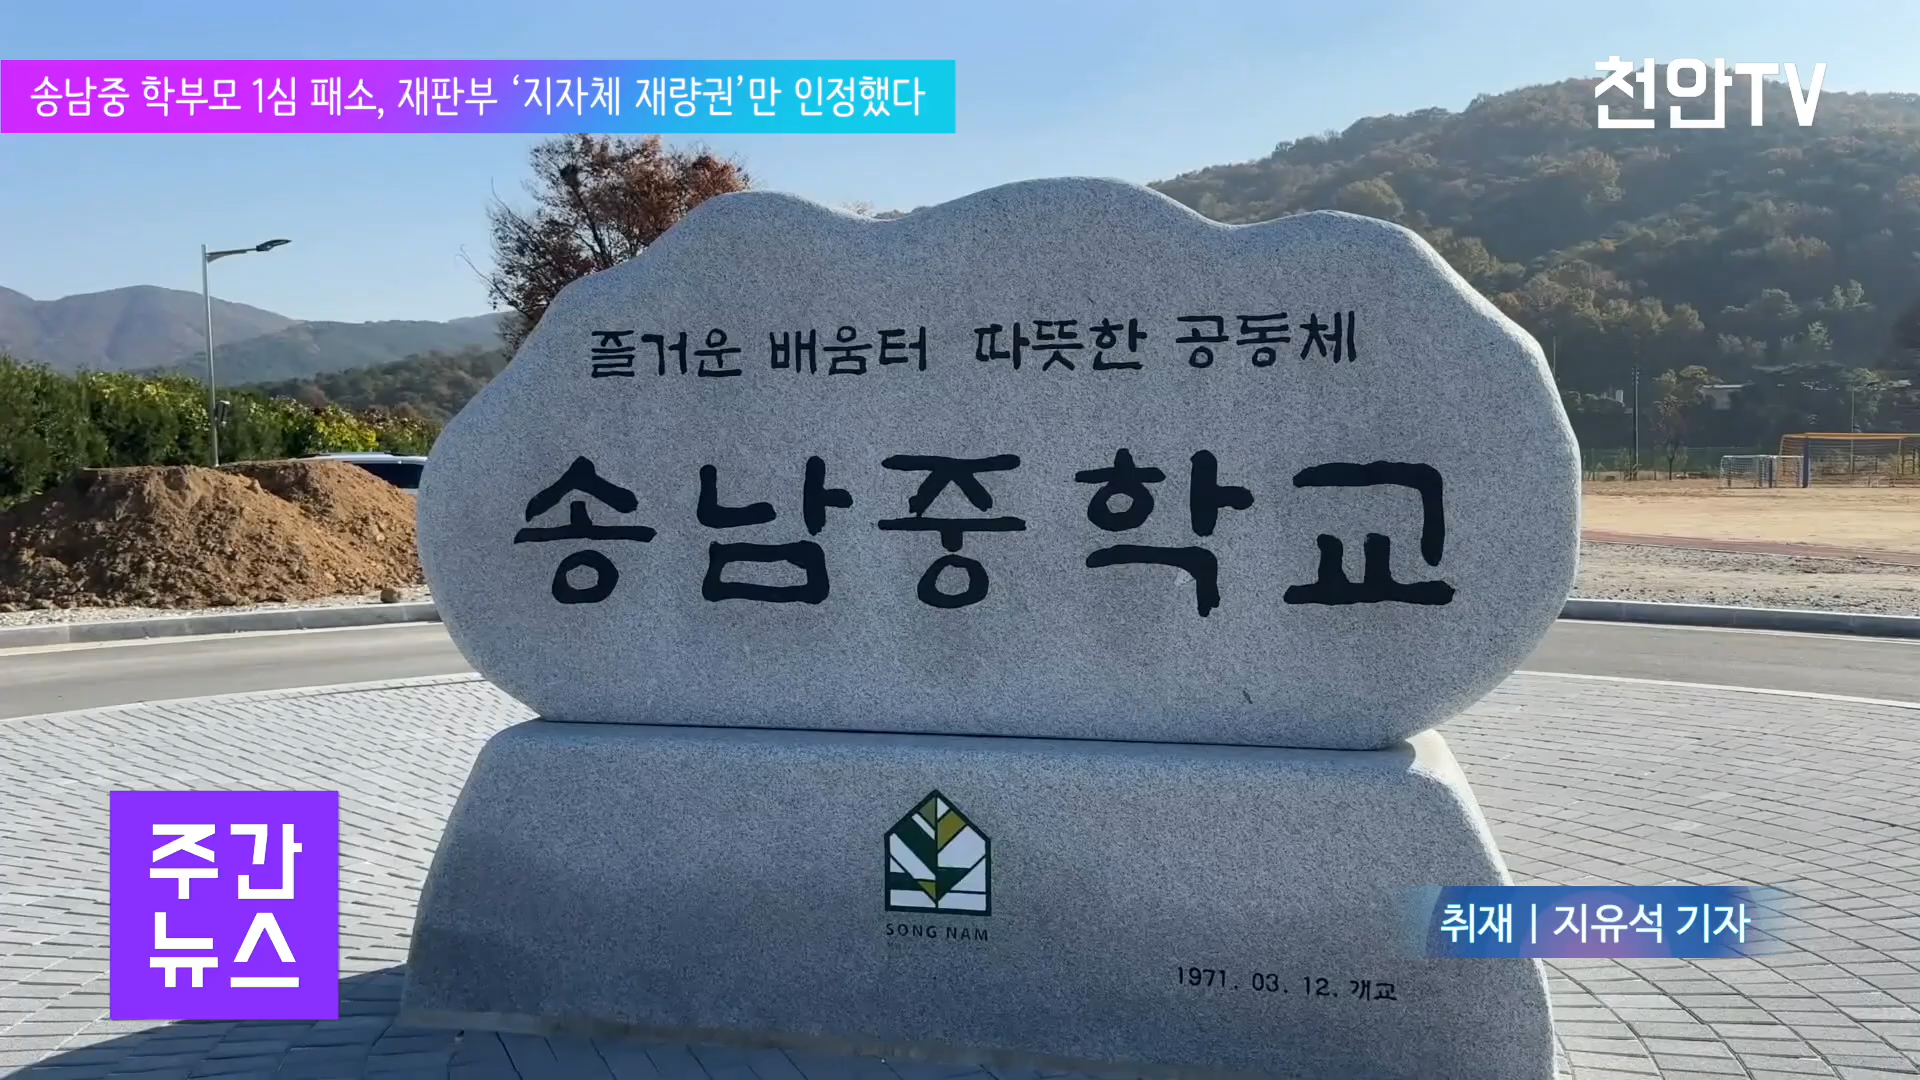 송남중 학부모 1심 패소, 재판부 ‘지자체 재량권’만 인정했다
천안TV
즐거운 배움터 따뜻한 공동체
송남중학교
SONG NAM
1971. 03. 12. 개교
주간
뉴스
취재 | 지유석 기자